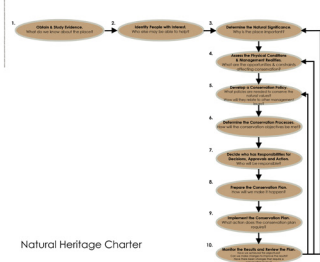 1.
Obtain & Study Evidence.
What do we know about the place?
2.
Identify People with Interest
Who else may be able to help?
3.
Determine the Natural Significance.
Why is the place important?
4.
Assess the Physical Conditions
& Management Realities.
What are the opportunities & constraints
affecting conservation?
5.
Develop a Conservation Policy.
What policies are needed to conserve the
natural values?
How will they relate to other management
6.
Determine the Conservation Processes.
How will the conservation objectives be met?
7.
Decide who has Responsibilities for
Decisions, Approvals and Action.
Who will be responsible?
8.
Prepare the Conservation Plan.
How will we make it happen?
9.
Implement the Conservation Plan
What action does the conservation plan
require?
10.
Monitor the Results and Review the Plan
Natural Heritage Charter